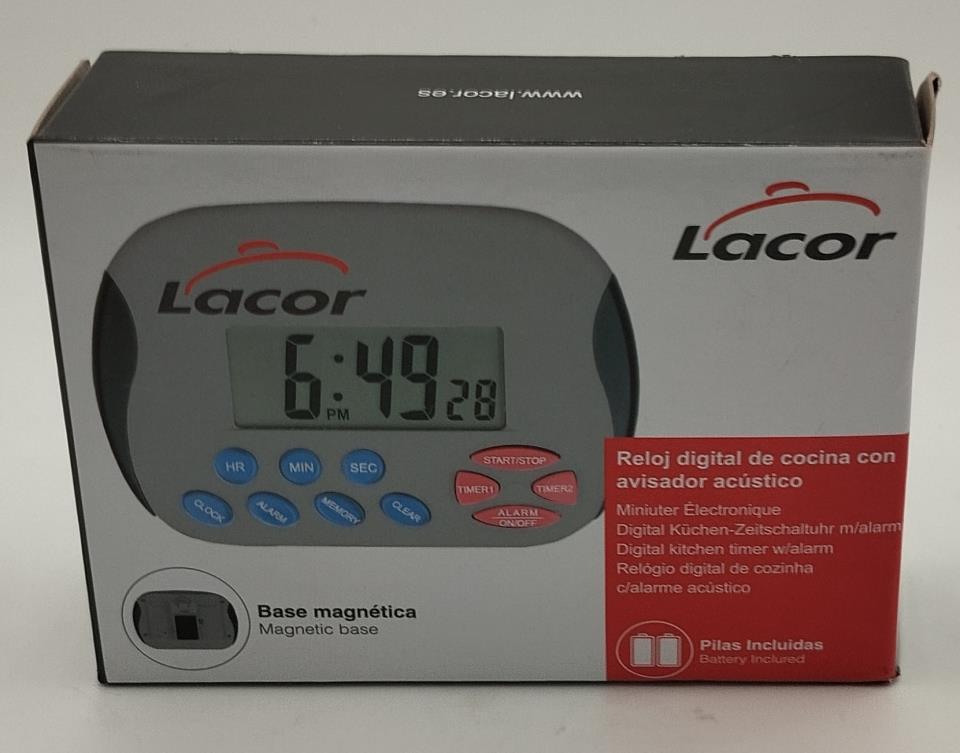 www.lacor.es
Lacor
Lacor
6:49 28
PM
HR MIN SEC
CLOCK ALARM MEMORY CLEAR
START/STOP
TIMER1 TIMER2
ALARM
ON/OFF
Reloj digital de cocina con
avisador acústico
Miniuter Électronique
Digital Küchen-Zeitschaltuhr m/alarm
Digital kitchen timer w/alarm
Relógio digital de cozinha
c/alarme acústico
Base magnética
Magnetic base
Pilas Incluidas
Battery Inclured